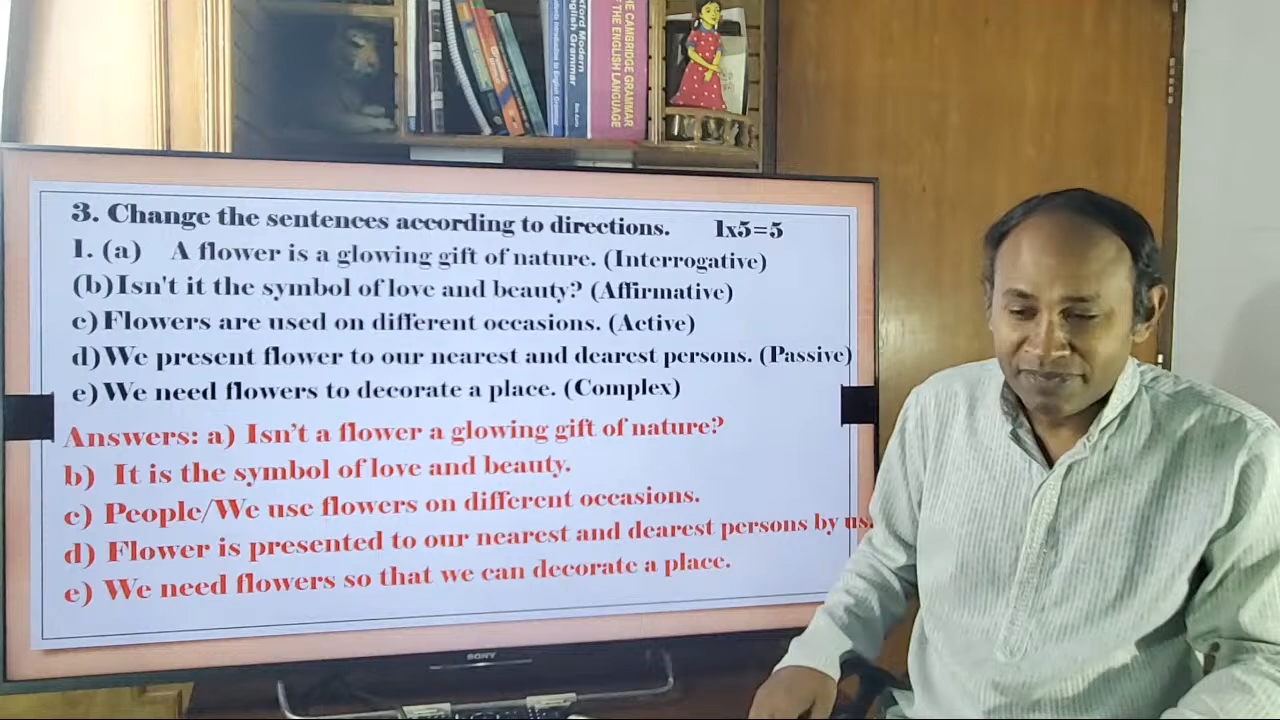 THE CAMBRIDGE GRAMMAR
OF THE ENGLISH LANGUAGE
Oxford Modern
English Grammar
Grammar
3. Change the sentences according to directions. 1x5=5
1. (a) A flower is a glowing gift of nature. (Interrogative)
(b)Isn't it the symbol of love and beauty? (Affirmative)
c)Flowers are used on different occasions. (Active)
d)We present flower to our nearest and dearest persons. (Passive)
e)We need flowers to decorate a place. (Complex)
Answers: a) Isn’t a flower a glowing gift of nature?
b) It is the symbol of love and beauty.
c) People/We use flowers on different occasions.
d) Flower is presented to our nearest and dearest persons by us.
e) We need flowers so that we can decorate a place.
SONY